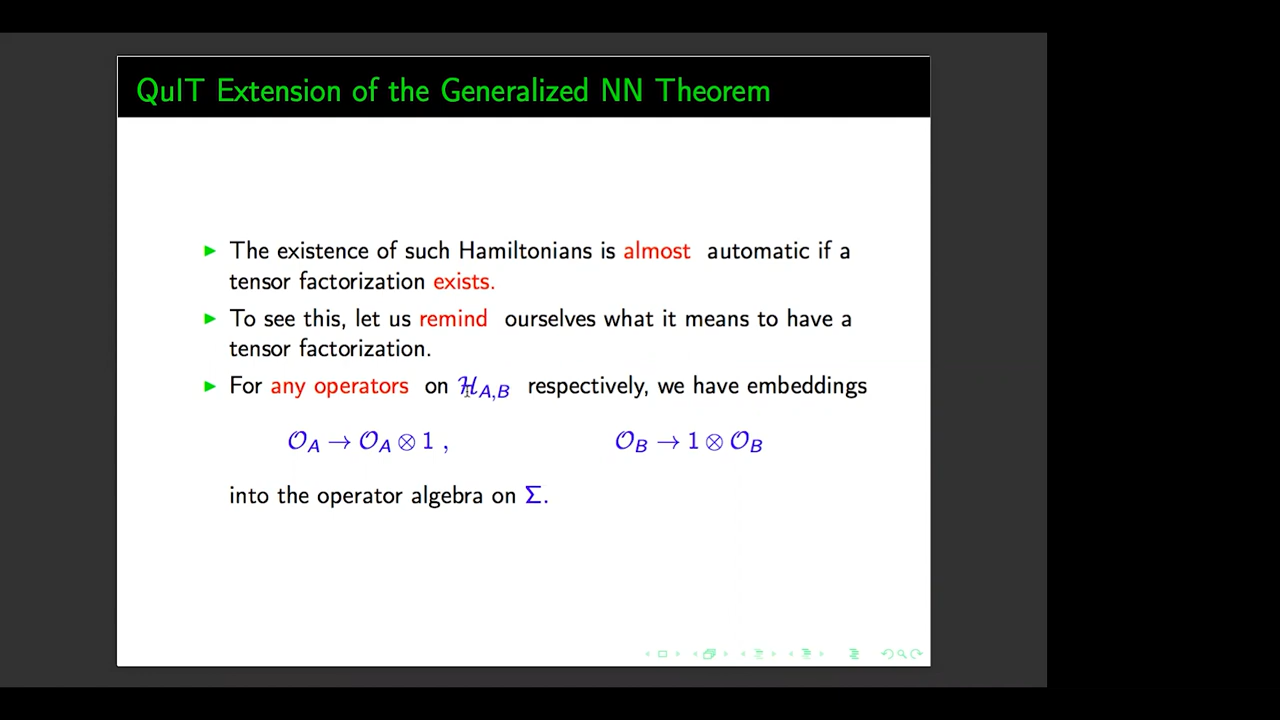 QuIT Extension of the Generalized NN Theorem
▶ The existence of such Hamiltonians is almost automatic if a
tensor factorization exists.
▶ To see this, let us remind ourselves what it means to have a
tensor factorization.
▶ For any operators on ℋ_{A,B} respectively, we have embeddings
𝒪_A → 𝒪_A ⊗ 1 , 𝒪_B → 1 ⊗ 𝒪_B
into the operator algebra on Σ.